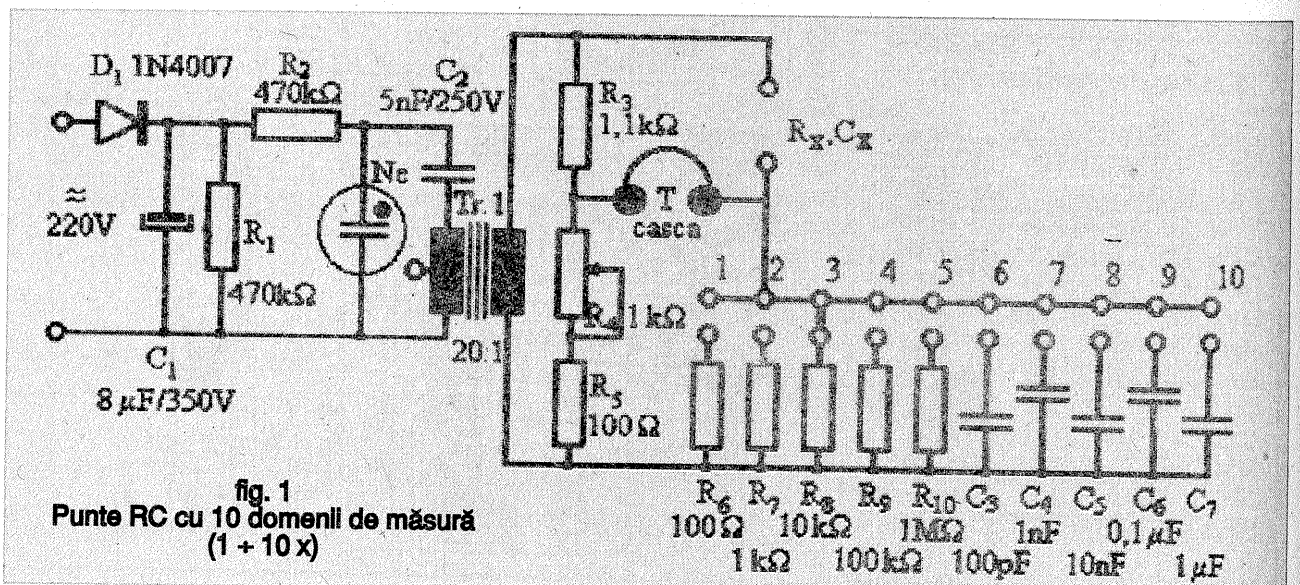 D₁ 1N4007
R₂
470kΩ
C₂
5nF/250V
R₃
1,1kΩ
Rₓ.Cₓ
Ne
Tr.1
T
casca
≂
220V
R₁
470kΩ
1 2 3 4 5 6 7 8 9 10
R₄ 1kΩ
20:1
C₁
8 µF/350V
R₅
100Ω
fig. 1
Punte RC cu 10 domenii de măsură
(1 ÷ 10 x)
R₆ R₇ R₈ R₉ R₁₀ C₃ C₄ C₅ C₆ C₇
100Ω 10kΩ 1MΩ 1nF 0,1µF
1kΩ 100kΩ 100pF 10nF 1µF